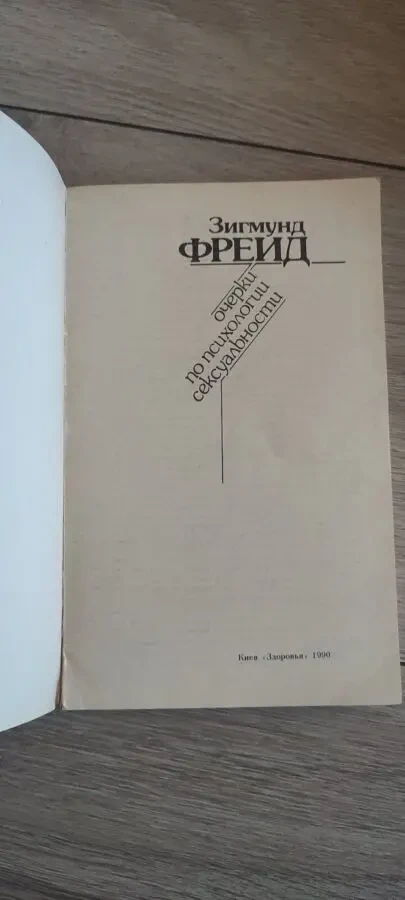 Зигмунд
ФРЕЙД
очерки
по психологии
сексуальности
Киев «Здоровья» 1990